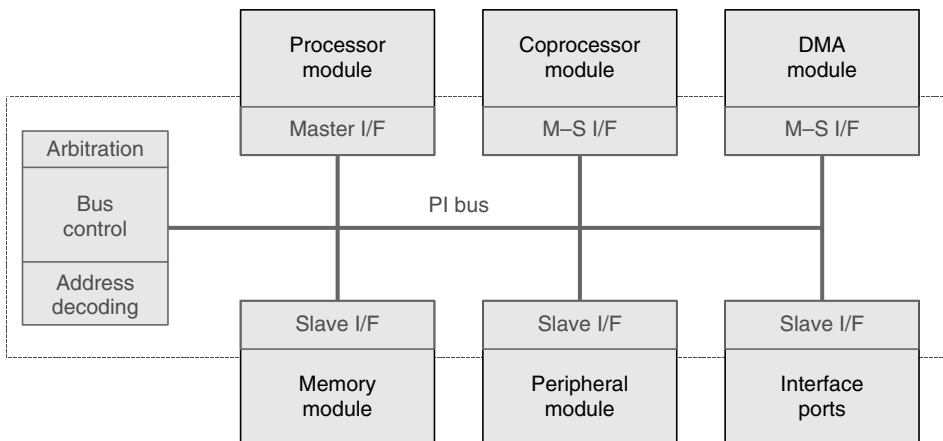 Processor
module
Coprocessor
module
DMA
module
Master I/F
M–S I/F
M–S I/F
Arbitration
Bus
control
Address
decoding
PI bus
Slave I/F
Slave I/F
Slave I/F
Memory
module
Peripheral
module
Interface
ports